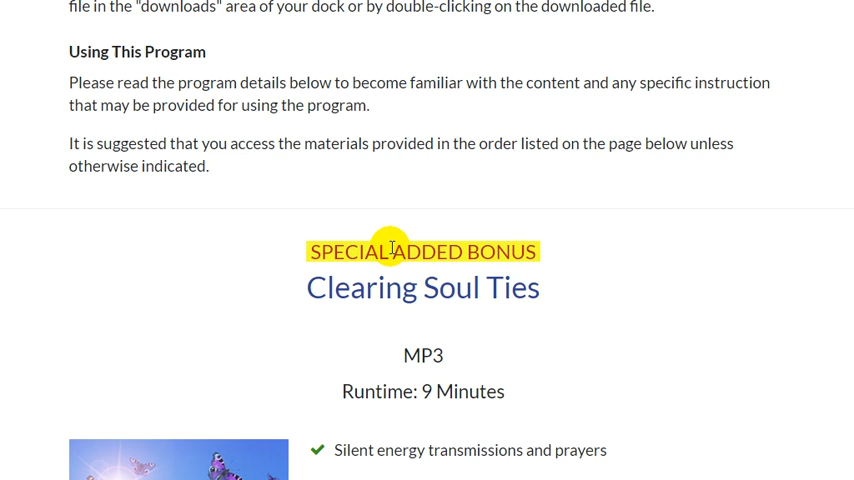 file in the "downloads" area of your dock or by double-clicking on the downloaded file.
Using This Program
Please read the program details below to become familiar with the content and any specific instruction
that may be provided for using the program.
It is suggested that you access the materials provided in the order listed on the page below unless
otherwise indicated.
SPECIAL ADDED BONUS
Clearing Soul Ties
MP3
Runtime: 9 Minutes
Silent energy transmissions and prayers